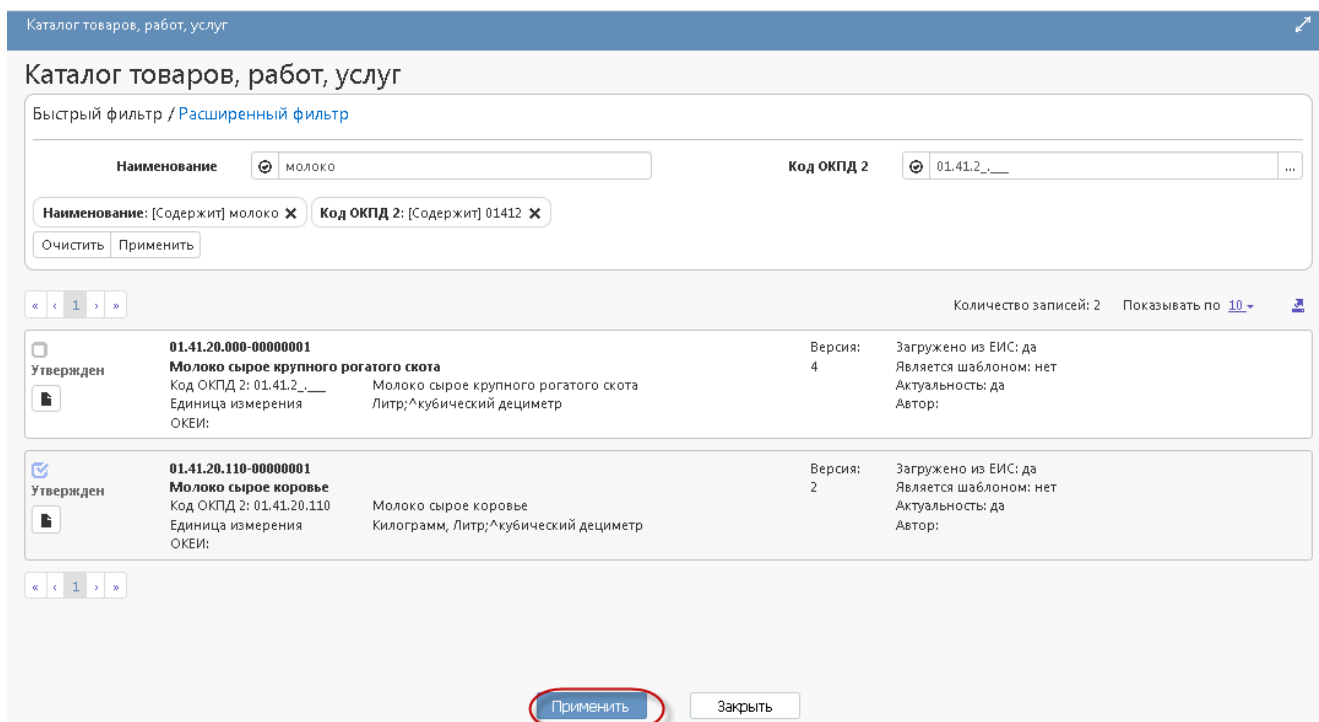 Каталог товаров, работ, услуг
Каталог товаров, работ, услуг
Быстрый фильтр / Расширенный фильтр
Наименование молоко Код ОКПД 2 01.41.2_.___ ...
Наименование: [Содержит] молоко ✕ Код ОКПД 2: [Содержит] 01412 ✕
Очистить Применить
« ‹ 1 › » Количество записей: 2 Показывать по 10
01.41.20.000-00000001 Версия: Загружено из ЕИС: да
Утвержден Молоко сырое крупного рогатого скота 4 Является шаблоном: нет
Код ОКПД 2: 01.41.2_.___ Молоко сырое крупного рогатого скота Актуальность: да
Единица измерения Литр;^кубический дециметр Автор:
ОКЕИ:
01.41.20.110-00000001 Версия: Загружено из ЕИС: да
Утвержден Молоко сырое коровье 2 Является шаблоном: нет
Код ОКПД 2: 01.41.20.110 Молоко сырое коровье Актуальность: да
Единица измерения Килограмм, Литр;^кубический дециметр Автор:
ОКЕИ:
« ‹ 1 › »
Применить Закрыть